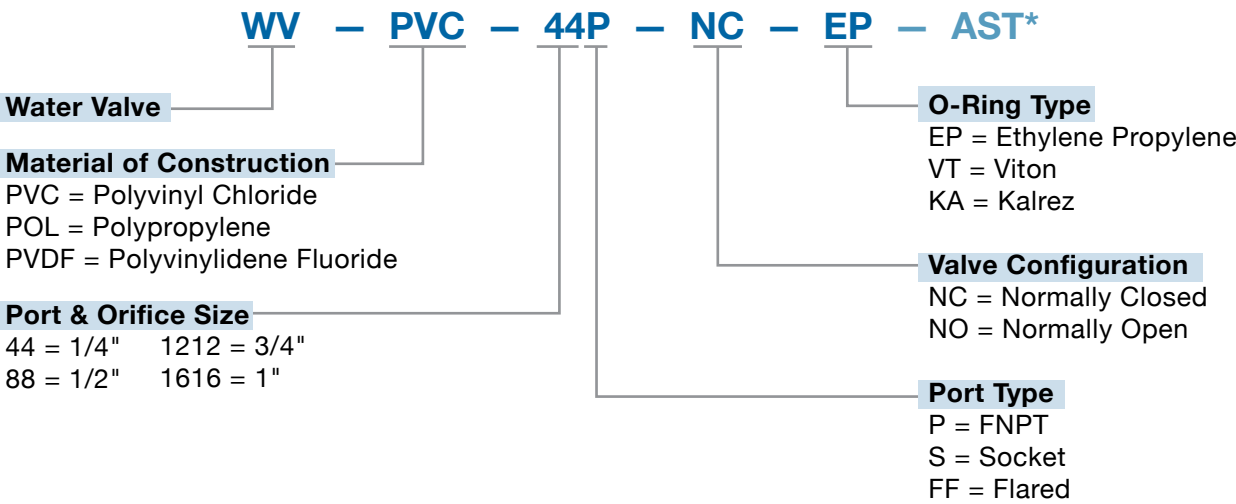 WV — PVC — 44P — NC — EP — AST*
Water Valve
Material of Construction
PVC = Polyvinyl Chloride
POL = Polypropylene
PVDF = Polyvinylidene Fluoride
Port & Orifice Size
44 = 1/4" 1212 = 3/4"
88 = 1/2" 1616 = 1"
O-Ring Type
EP = Ethylene Propylene
VT = Viton
KA = Kalrez
Valve Configuration
NC = Normally Closed
NO = Normally Open
Port Type
P = FNPT
S = Socket
FF = Flared